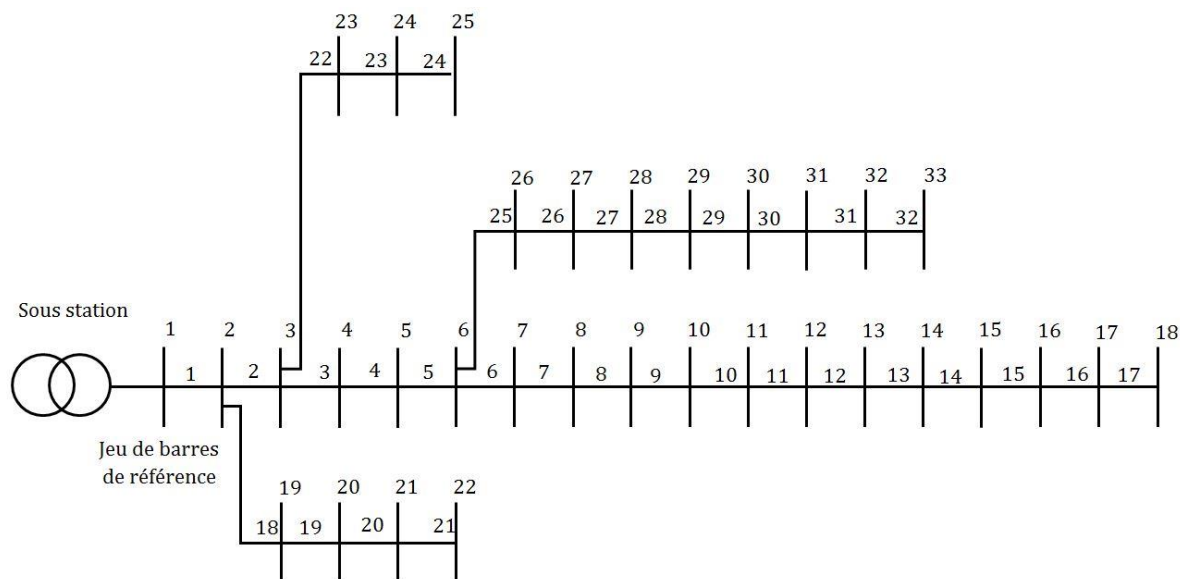 23 24 25
22 23 24
26 27 28 29 30 31 32 33
25 26 27 28 29 30 31 32
Sous station
1 2 3 4 5 6 7 8 9 10 11 12 13 14 15 16 17 18
1 2 3 4 5 6 7 8 9 10 11 12 13 14 15 16 17
Jeu de barres
de référence
19 20 21 22
18 19 20 21